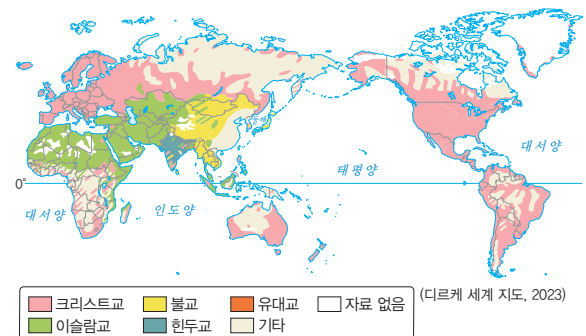 동해
대서양
태평양
0°
대서양
인도양
(디르케 세계 지도, 2023)
크리스트교 불교 유대교 자료 없음
이슬람교 힌두교 기타